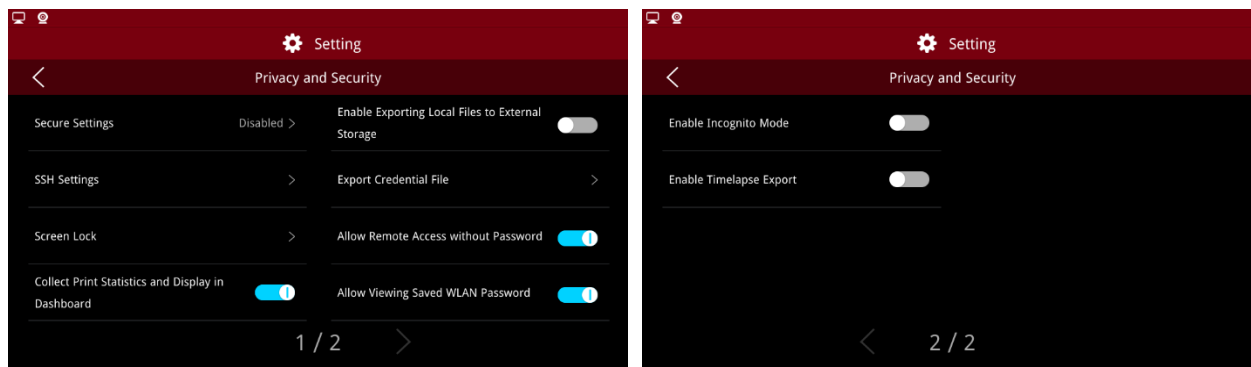 Setting
Privacy and Security
Secure Settings
Disabled >
SSH Settings
>
Screen Lock
>
Collect Print Statistics and Display in
Dashboard
Enable Exporting Local Files to External
Storage
Export Credential File
>
Allow Remote Access without Password
Allow Viewing Saved WLAN Password
1 / 2
Setting
Privacy and Security
Enable Incognito Mode
Enable Timelapse Export
2 / 2